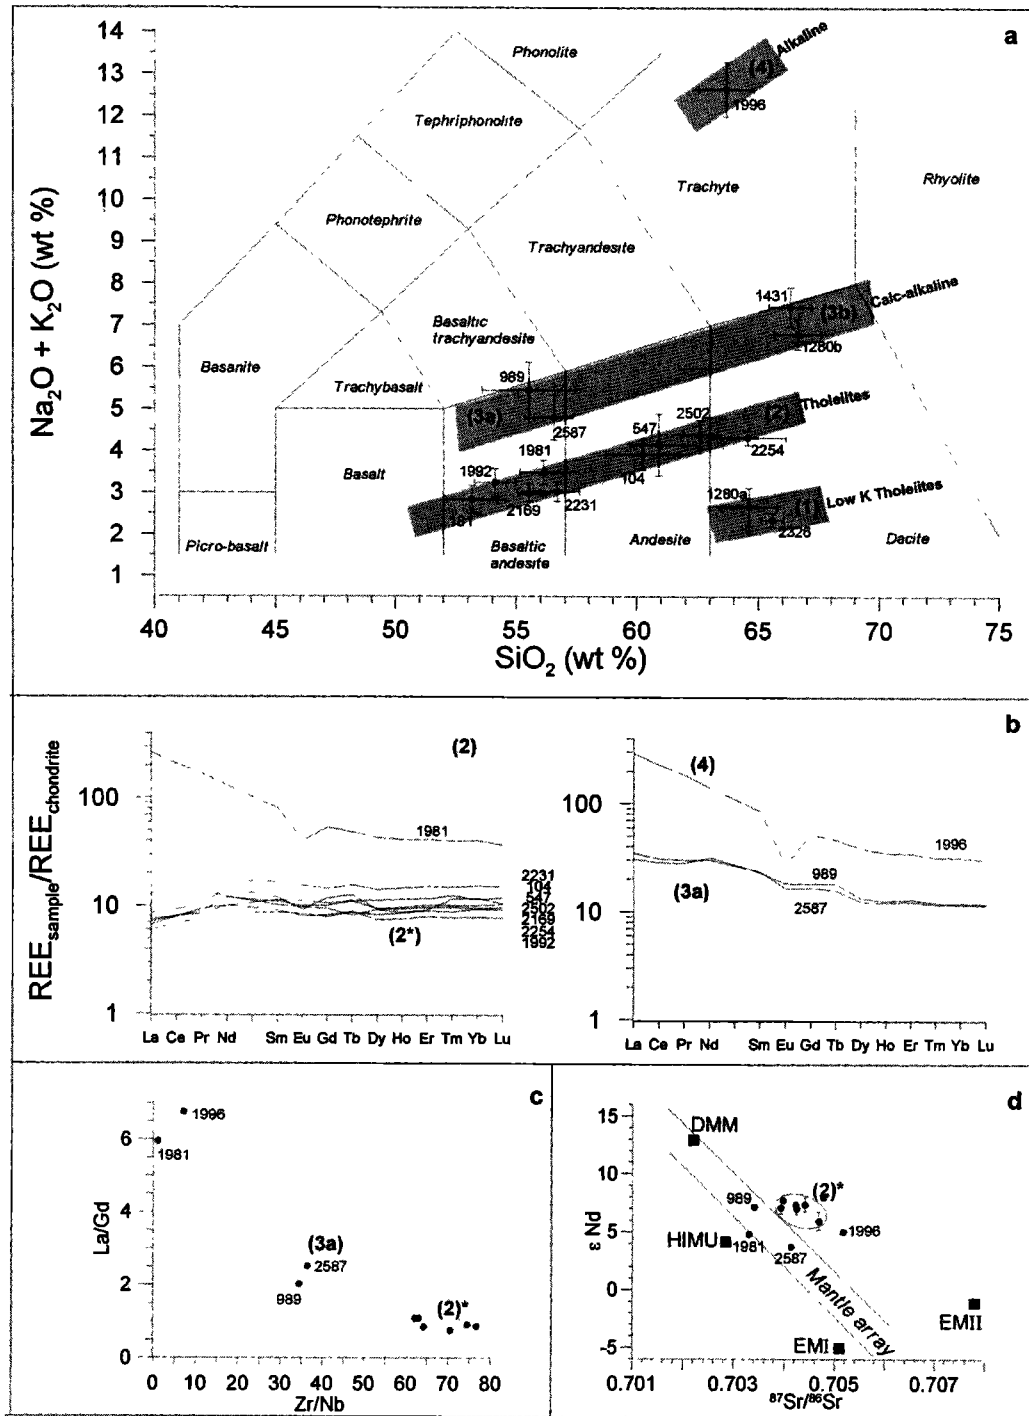 a
14
13
12
11
10
9
8
7
6
5
4
3
2
1
Na₂O + K₂O (wt %)
Phonolite
Alkaline
(4)
1996
Tephriphonolite
Trachyte
Rhyolite
Phonotephrite
Trachyandesite
1431
Calc-alkaline
(3b)
1280b
Basaltic
trachyandesite
Basanite
Trachybasalt
989
(3a)
2587
2502
(2)
Tholeiites
547
2254
1981
104
Basalt
1992
2169
2231
1280a
(1)
Low K Tholeiites
2326
Picro-basalt
Basaltic
andesite
Andesite
Dacite
40 45 50 55 60 65 70 75
SiO₂ (wt %)
b
REE sample/REE chondrite
(2)
100
10
1
1981
2231
104
547
2502
2169
2254
1992
(2*)
La Ce Pr Nd Sm Eu Gd Tb Dy Ho Er Tm Yb Lu
(4)
100
10
1
1996
989
(3a)
2587
La Ce Pr Nd Sm Eu Gd Tb Dy Ho Er Tm Yb Lu
c
La/Gd
6
4
2
0
1996
1981
(3a)
2587
989
(2)*
0 10 20 30 40 50 60 70 80
Zr/Nb
d
ε Nd
15
10
5
0
-5
DMM
(2)*
989
1996
HIMU
1981
2587
Mantle array
EMII
EMI
0.701 0.703 0.705 0.707
⁸⁷Sr/⁸⁶Sr